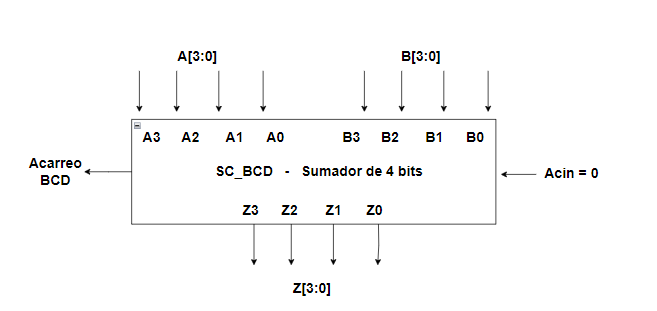 A[3:0] B[3:0]
A3 A2 A1 A0 B3 B2 B1 B0
Acarreo
BCD
SC_BCD - Sumador de 4 bits
Acin = 0
Z3 Z2 Z1 Z0
Z[3:0]